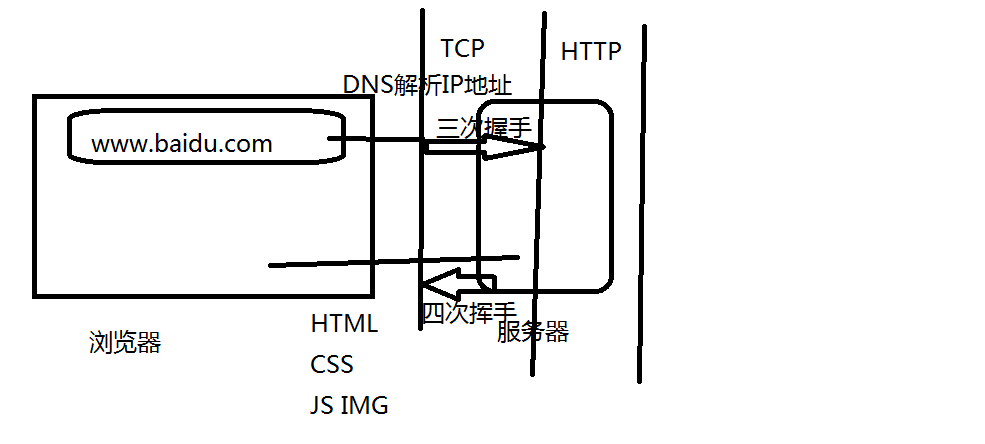 TCP
HTTP
DNS解析IP地址
三次握手
www.baidu.com
四次挥手
服务器
浏览器
HTML
CSS
JS IMG